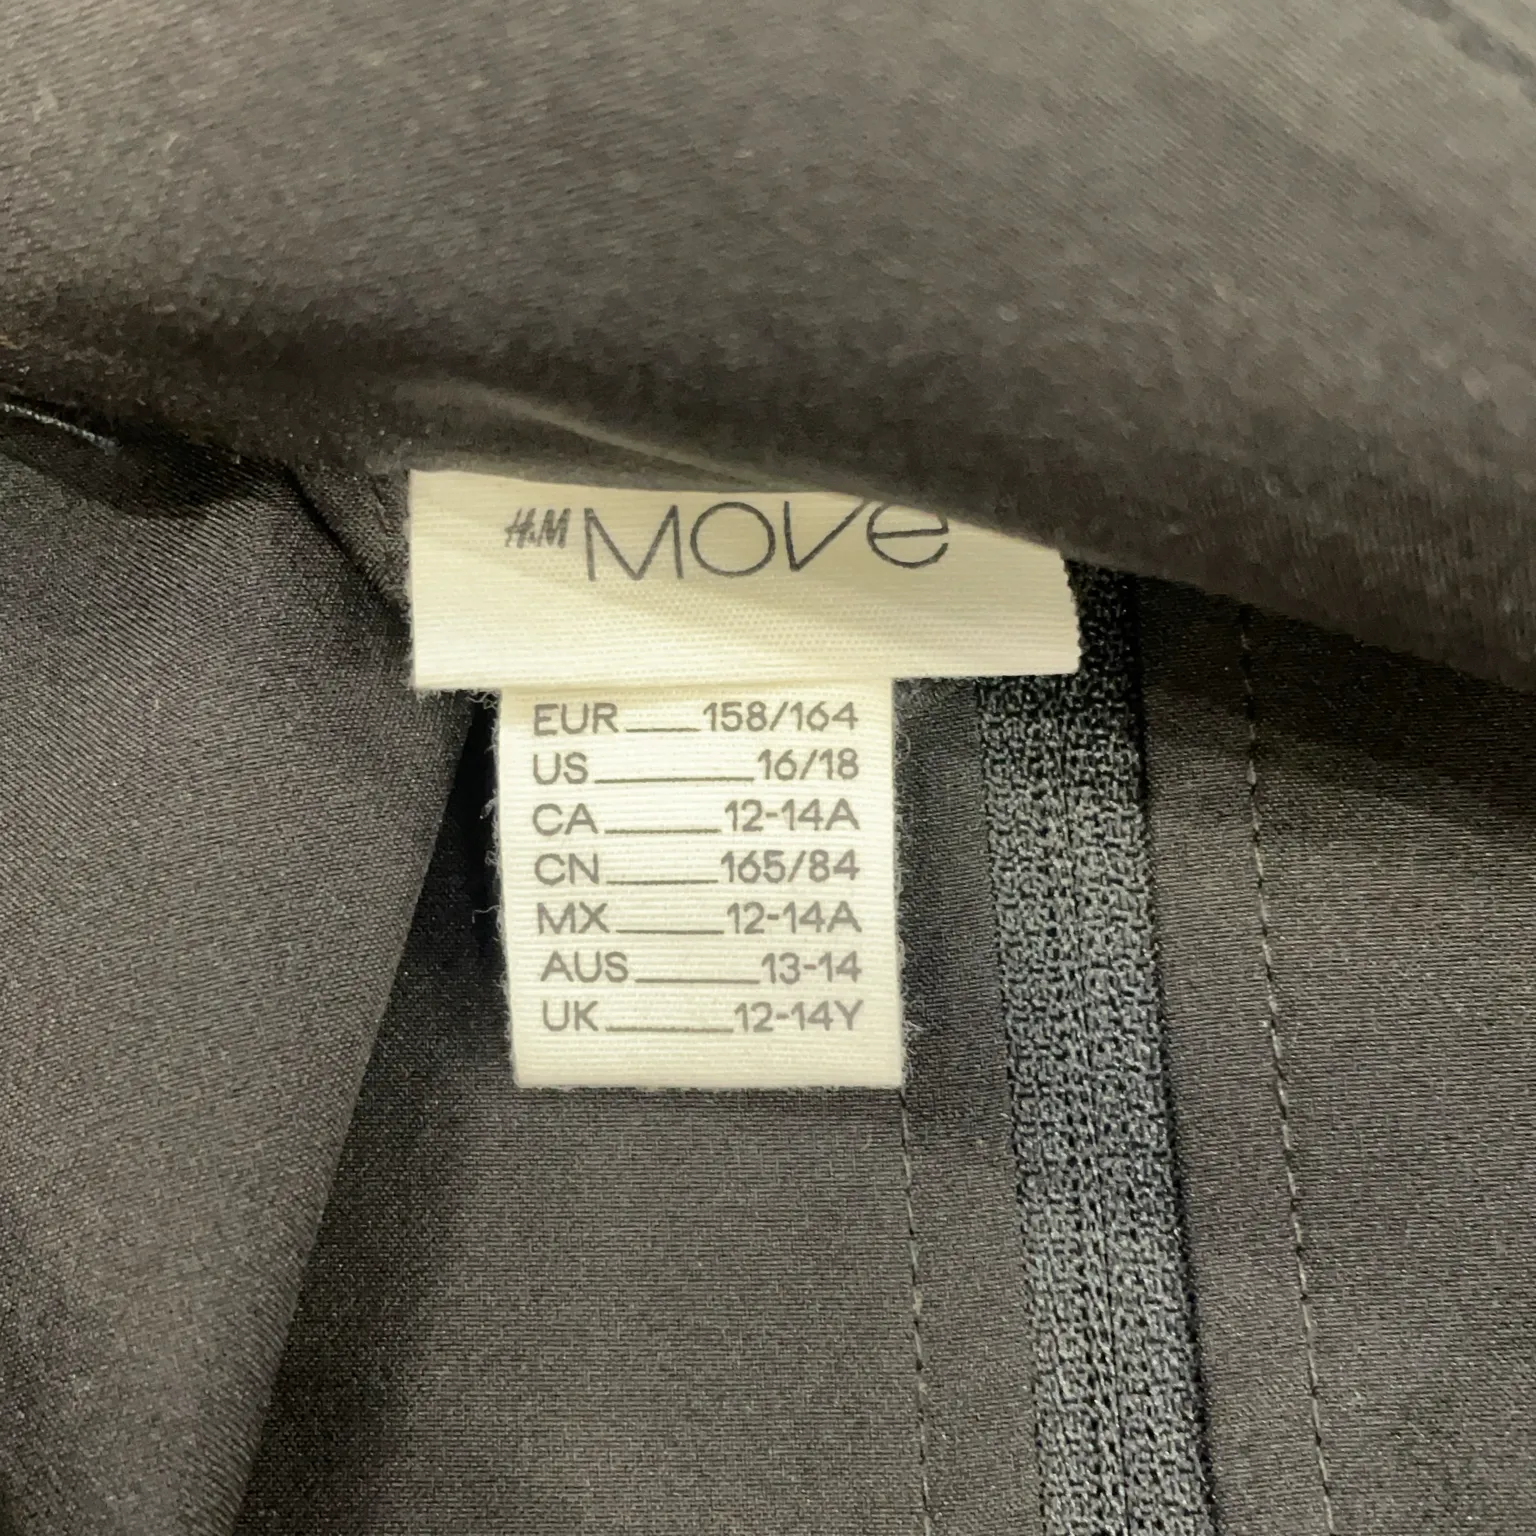 H&M MOVe
EUR 158/164
US 16/18
CA 12-14A
CN 165/84
MX 12-14A
AUS 13-14
UK 12-14Y